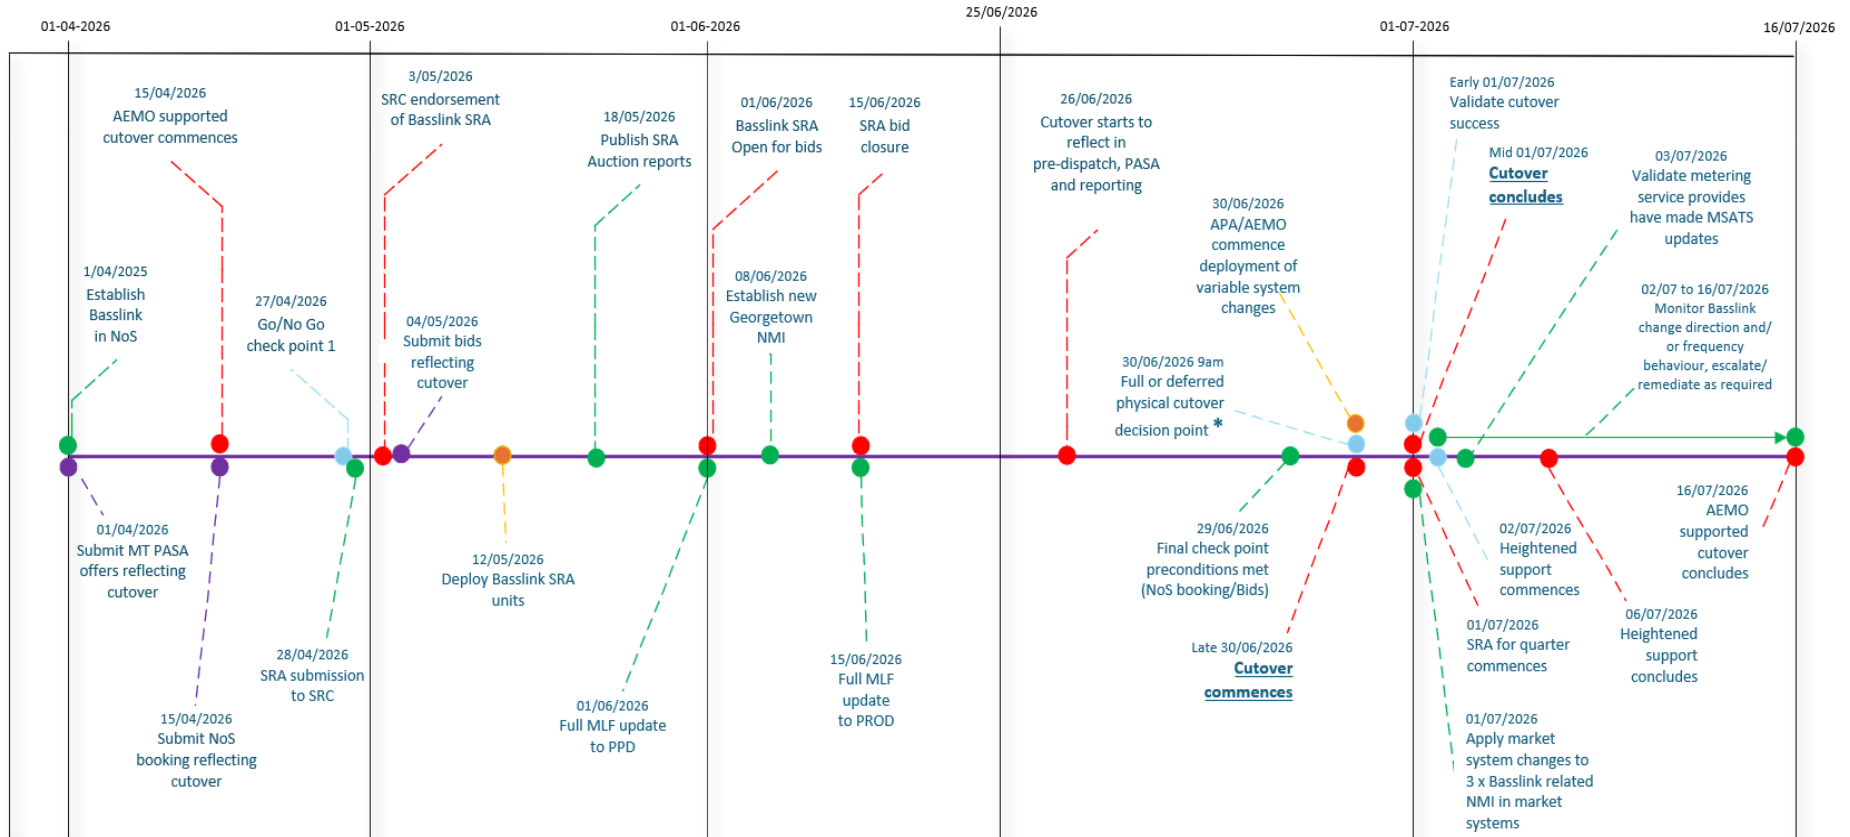 01-04-2026
01-05-2026
01-06-2026
25/06/2026
01-07-2026
16/07/2026
15/04/2026
AEMO supported
cutover commences
3/05/2026
SRC endorsement
of Basslink SRA
18/05/2026
Publish SRA
Auction reports
01/06/2026
Basslink SRA
Open for bids
15/06/2026
SRA bid
closure
26/06/2026
Cutover starts to
reflect in
pre-dispatch, PASA
and reporting
Early 01/07/2026
Validate cutover
success
Mid 01/07/2026
Cutover
concludes
03/07/2026
Validate metering
service provides
have made MSATS
updates
30/06/2026
APA/AEMO
commence
deployment of
variable system
changes
1/04/2025
Establish
Basslink
in NoS
27/04/2026
Go/No Go
check point 1
04/05/2026
Submit bids
reflecting
cutover
08/06/2026
Establish new
Georgetown
NMI
30/06/2026 9am
Full or deferred
physical cutover
decision point *
02/07 to 16/07/2026
Monitor Basslink
change direction and/
or frequency
behaviour, escalate/
remediate as required
01/04/2026
Submit MT PASA
offers reflecting
cutover
15/04/2026
Submit NoS
booking reflecting
cutover
28/04/2026
SRA submission
to SRC
12/05/2026
Deploy Basslink SRA
units
01/06/2026
Full MLF update
to PPD
15/06/2026
Full MLF
update
to PROD
29/06/2026
Final check point
preconditions met
(NoS booking/Bids)
Late 30/06/2026
Cutover
commences
02/07/2026
Heightened
support
commences
01/07/2026
SRA for quarter
commences
01/07/2026
Apply market
system changes to
3 x Basslink related
NMI in market
systems
06/07/2026
Heightened
support
concludes
16/07/2026
AEMO
supported
cutover
concludes